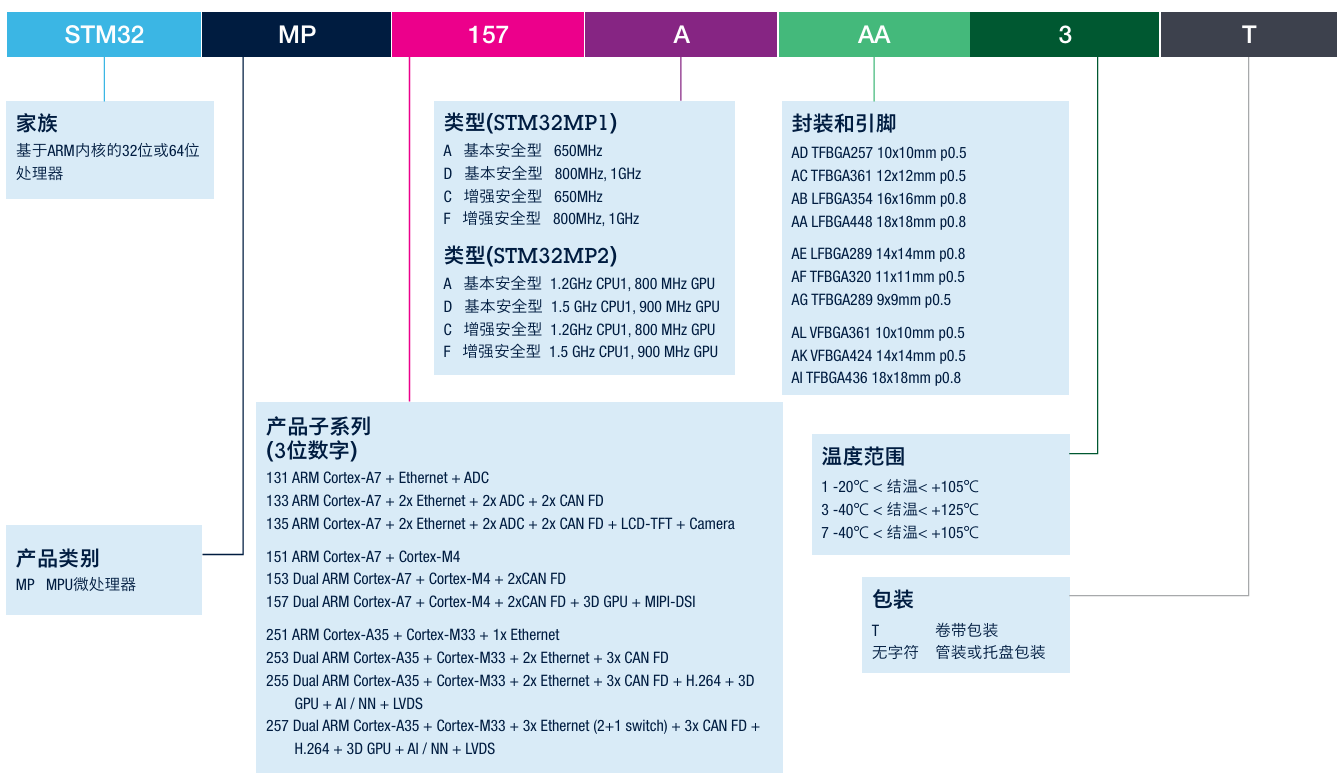 STM32 MP 157 A AA 3 T
家族
基于ARM内核的32位或64位
处理器
类型(STM32MP1)
A 基本安全型 650MHz
D 基本安全型 800MHz, 1GHz
C 增强安全型 650MHz
F 增强安全型 800MHz, 1GHz
类型(STM32MP2)
A 基本安全型 1.2GHz CPU1, 800 MHz GPU
D 基本安全型 1.5 GHz CPU1, 900 MHz GPU
C 增强安全型 1.2GHz CPU1, 800 MHz GPU
F 增强安全型 1.5 GHz CPU1, 900 MHz GPU
封装和引脚
AD TFBGA257 10x10mm p0.5
AC TFBGA361 12x12mm p0.5
AB LFBGA354 16x16mm p0.8
AA LFBGA448 18x18mm p0.8
AE LFBGA289 14x14mm p0.8
AF TFBGA320 11x11mm p0.5
AG TFBGA289 9x9mm p0.5
AL VFBGA361 10x10mm p0.5
AK VFBGA424 14x14mm p0.5
AI TFBGA436 18x18mm p0.8
产品类别
MP MPU微处理器
产品子系列
(3位数字)
131 ARM Cortex-A7 + Ethernet + ADC
133 ARM Cortex-A7 + 2x Ethernet + 2x ADC + 2x CAN FD
135 ARM Cortex-A7 + 2x Ethernet + 2x ADC + 2x CAN FD + LCD-TFT + Camera
151 ARM Cortex-A7 + Cortex-M4
153 Dual ARM Cortex-A7 + Cortex-M4 + 2xCAN FD
157 Dual ARM Cortex-A7 + Cortex-M4 + 2xCAN FD + 3D GPU + MIPI-DSI
251 ARM Cortex-A35 + Cortex-M33 + 1x Ethernet
253 Dual ARM Cortex-A35 + Cortex-M33 + 2x Ethernet + 3x CAN FD
255 Dual ARM Cortex-A35 + Cortex-M33 + 2x Ethernet + 3x CAN FD + H.264 + 3D
GPU + AI / NN + LVDS
257 Dual ARM Cortex-A35 + Cortex-M33 + 3x Ethernet (2+1 switch) + 3x CAN FD +
H.264 + 3D GPU + AI / NN + LVDS
温度范围
1 -20℃ < 结温< +105℃
3 -40℃ < 结温< +125℃
7 -40℃ < 结温< +105℃
包装
T 卷带包装
无字符 管装或托盘包装